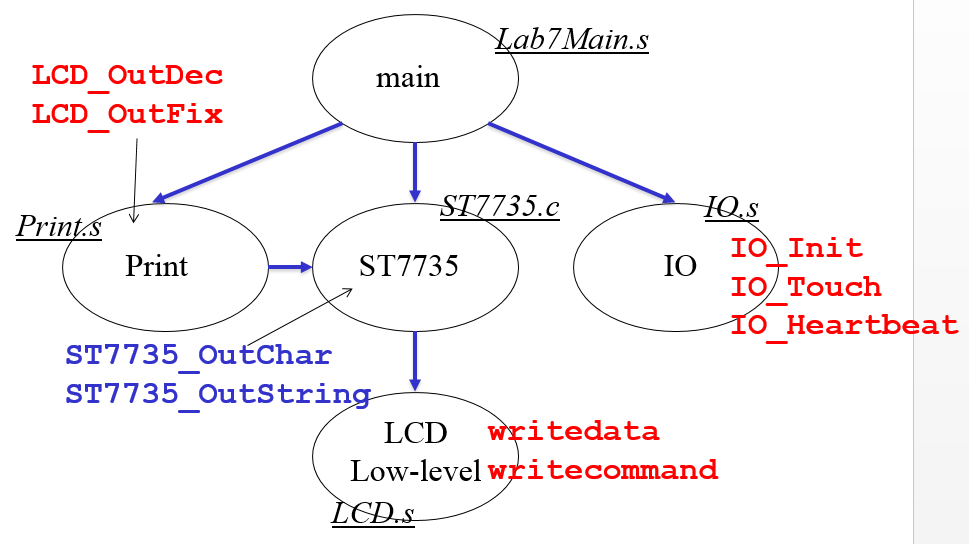 Lab7Main.s
main
LCD_OutDec
LCD_OutFix
Print.s
Print
ST7735.c
ST7735
IO.s
IO
IO_Init
IO_Touch
IO_Heartbeat
ST7735_OutChar
ST7735_OutString
LCD
Low-level
writedata
writecommand
LCD.s